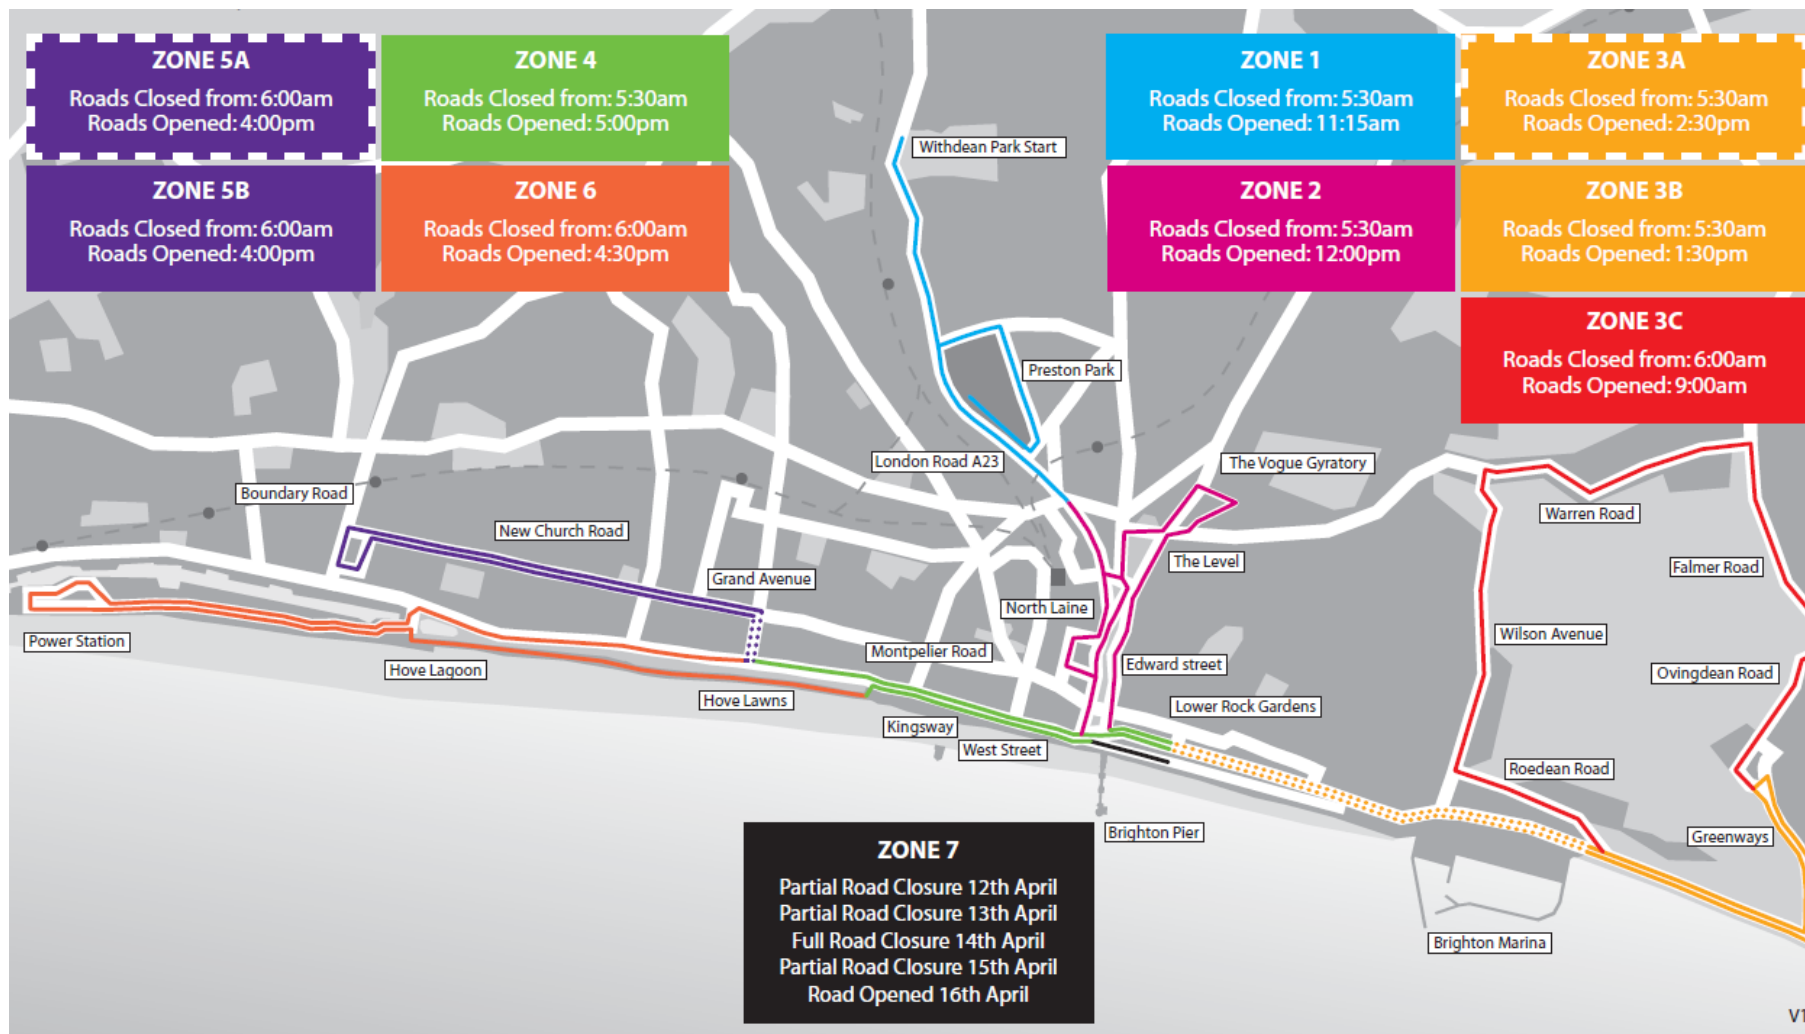 ZONE 5A
Roads Closed from: 6:00am
Roads Opened: 4:00pm
ZONE 4
Roads Closed from: 5:30am
Roads Opened: 5:00pm
ZONE 1
Roads Closed from: 5:30am
Roads Opened: 11:15am
ZONE 3A
Roads Closed from: 5:30am
Roads Opened: 2:30pm
ZONE 5B
Roads Closed from: 6:00am
Roads Opened: 4:00pm
ZONE 6
Roads Closed from: 6:00am
Roads Opened: 4:30pm
ZONE 2
Roads Closed from: 5:30am
Roads Opened: 12:00pm
ZONE 3B
Roads Closed from: 5:30am
Roads Opened: 1:30pm
ZONE 3C
Roads Closed from: 6:00am
Roads Opened: 9:00am
Withdean Park Start
Preston Park
London Road A23
The Vogue Gyratory
Boundary Road
New Church Road
Warren Road
The Level
Falmer Road
Grand Avenue
North Laine
Power Station
Wilson Avenue
Montpelier Road
Hove Lagoon
Edward street
Ovingdean Road
Hove Lawns
Lower Rock Gardens
Kingsway
West Street
Roedean Road
Brighton Pier
Greenways
Brighton Marina
ZONE 7
Partial Road Closure 12th April
Partial Road Closure 13th April
Full Road Closure 14th April
Partial Road Closure 15th April
Road Opened 16th April
V1